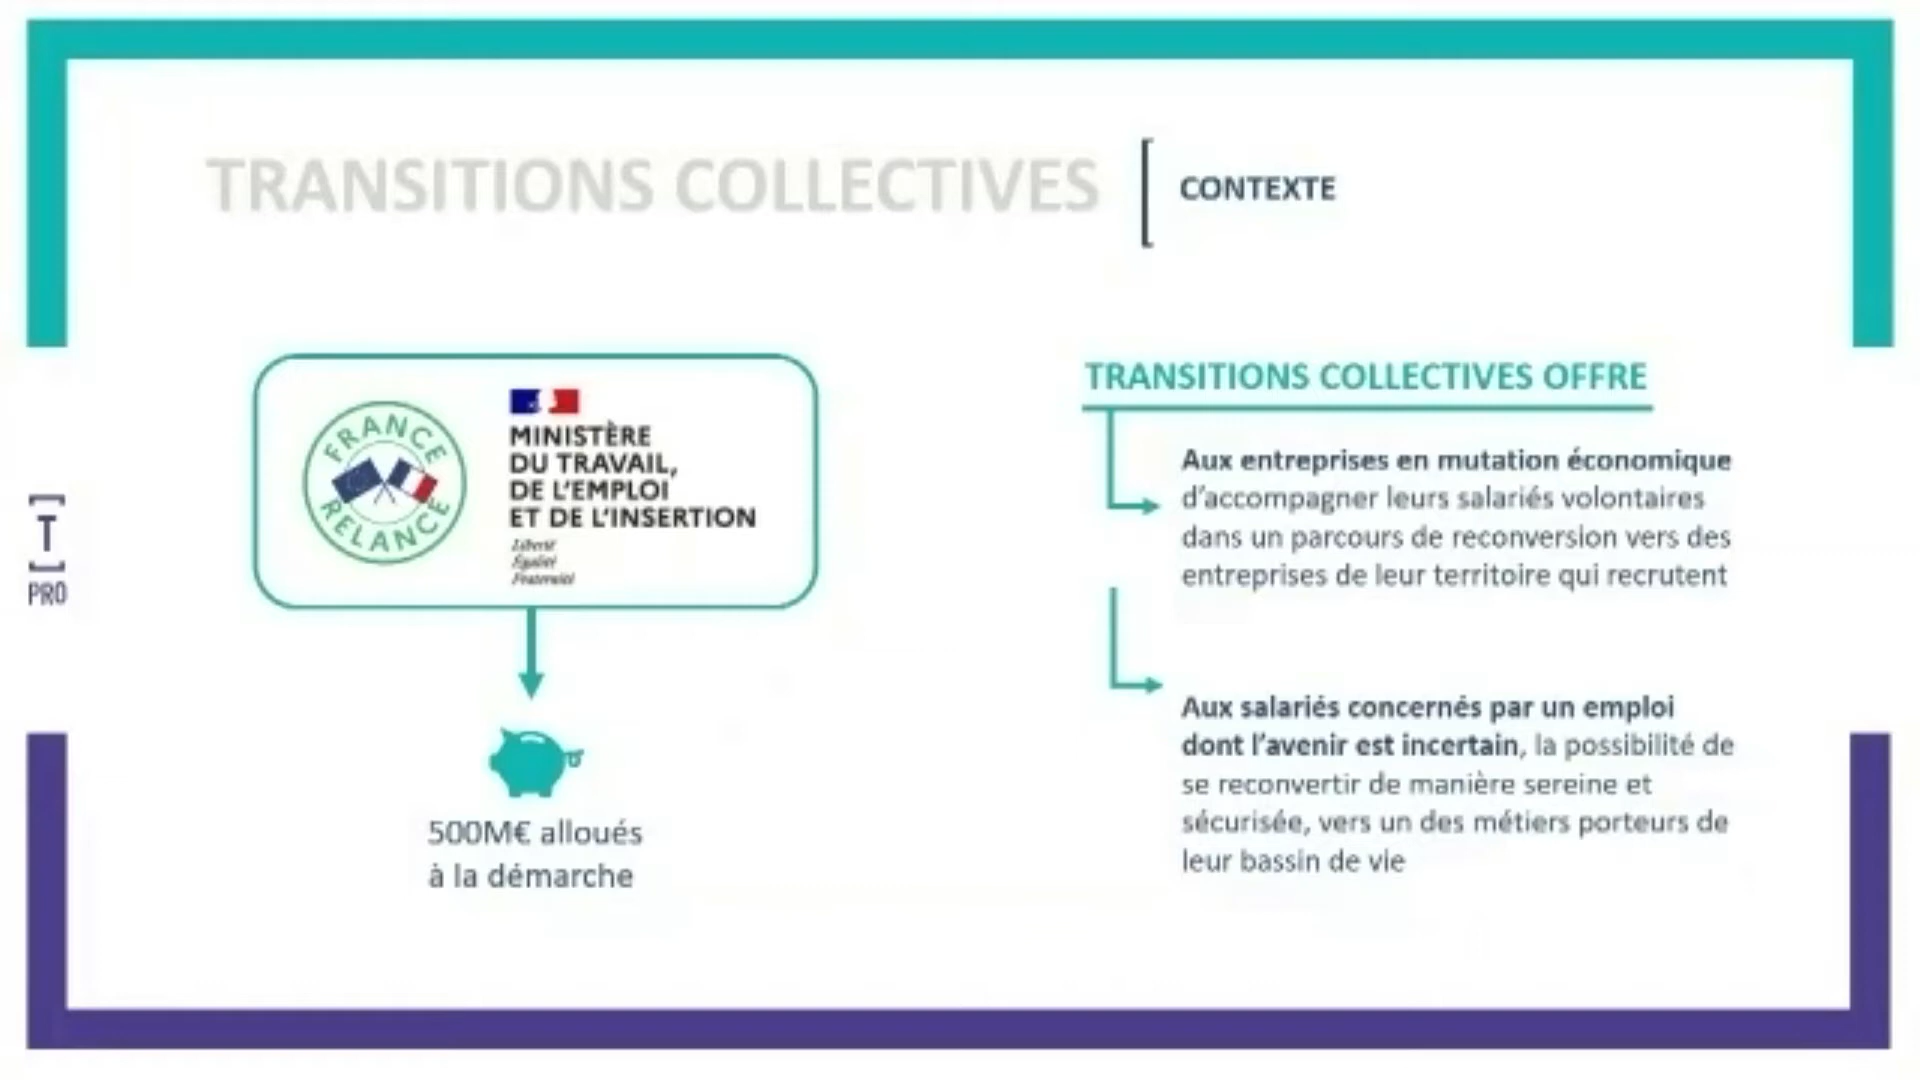 TRANSITIONS COLLECTIVES
CONTEXTE
FRANCE
RELANCE
MINISTÈRE
DU TRAVAIL,
DE L'EMPLOI
ET DE L'INSERTION
Liberté
Égalité
Fraternité
500M€ alloués
à la démarche
TRANSITIONS COLLECTIVES OFFRE
Aux entreprises en mutation économique
d'accompagner leurs salariés volontaires
dans un parcours de reconversion vers des
entreprises de leur territoire qui recrutent
Aux salariés concernés par un emploi
dont l'avenir est incertain, la possibilité de
se reconvertir de manière sereine et
sécurisée, vers un des métiers porteurs de
leur bassin de vie
[T]
PRO